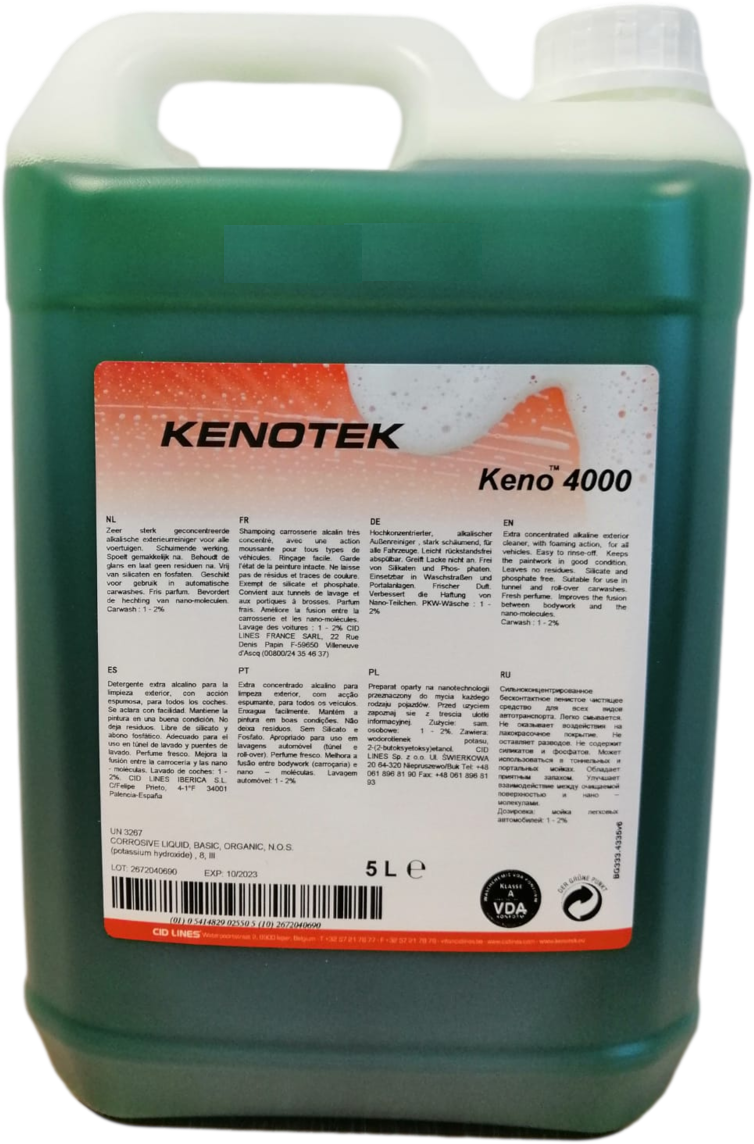 KENOTEK
Keno™ 4000
NL
Zeer sterk geconcentreerde
alkalische exterieurreiniger voor alle
voertuigen. Schuimende werking.
Spoelt gemakkelijk na. Behoudt de
glans en laat geen residuen na. Vrij
van silicaten en fosfaten. Geschikt
voor gebruik in automatische
carwashes. Fris parfum. Bevordert
de hechting van nano-moleculen.
Carwash : 1 - 2%
FR
Shampoing carrosserie alcalin très
concentré, avec une action
moussante pour tous types de
véhicules. Rinçage facile. Garde
l'état de la peinture intacte. Ne laisse
pas de résidus et traces de coulure.
Exempt de silicate et phosphate.
Convient aux tunnels de lavage et
aux portiques à brosses. Parfum
frais. Améliore la fusion entre la
carrosserie et les nano-molécules.
Lavage des voitures : 1 - 2% CID
LINES FRANCE SARL, 22 Rue
Denis Papin F-59650 Villeneuve
d'Ascq (00800/24 35 46 37)
DE
Hochkonzentrierter, alkalischer
Außenreiniger , stark schäumend, für
alle Fahrzeuge. Leicht rückstandsfrei
abspülbar. Greift Lacke nicht an. Frei
von Silikaten und Phos- phaten.
Einsetzbar in Waschstraßen und
Portalanlagen. Frischer Duft.
Verbessert die Haftung von
Nano-Teilchen. PKW-Wäsche : 1 -
2%
EN
Extra concentrated alkaline exterior
cleaner, with foaming action, for all
vehicles. Easy to rinse-off. Keeps
the paintwork in good condition.
Leaves no residues. Silicate and
phosphate free. Suitable for use in
tunnel and roll-over carwashes.
Fresh perfume. Improves the fusion
between bodywork and the
nano-molecules.
Carwash : 1 - 2%
ES
Detergente extra alcalino para la
limpieza exterior, con acción
espumosa, para todos los coches.
Se aclara con facilidad. Mantiene la
pintura en una buena condición. No
deja residuos. Libre de silicato y
abono fosfático. Adecuado para el
uso en túnel de lavado y puentes de
lavado. Perfume fresco. Mejora la
fusión entre la carrocería y las nano
- moléculas. Lavado de coches: 1 -
2%. CID LINES IBERICA S.L.
C/Felipe Prieto, 4-1°F 34001
Palencia-España
PT
Extra concentrado alcalino para
limpeza exterior, com acção
espumante, para todos os veículos.
Enxagua facilmente. Mantém a
pintura em boas condições. Não
deixa resíduos. Sem Silicato e
Fosfato. Apropriado para uso em
lavagens automóvel (túnel e
roll-over). Perfume fresco. Melhora a
fusão entre bodywork (carroçana) e
nano – moléculas. Lavagem
automóvel: 1 - 2%
PL
Preparat oparty na nanotechnologii
przeznaczony do mycia każdego
rodzaju pojazdów. Przed użyciem
zapoznaj sie z trescia ulotki
informacyjnej. Zużycie: sam.
osobowe: 1 - 2%. Zawiera:
wodorotlenek potasu,
2-(2-butoksyetoksy)etanol. CID
LINES Sp. z o.o. Ul. ŚWIERKOWA
20 64-320 Niepruszewo/Buk Tel: +48
061 896 81 90 Fax: +48 061 896 81
93
RU
Сильноконцентрированное
бесконтактное пенистое чистящее
средство для всех видов
автотранспорта. Легко смывается.
Не оказывает воздействия на
лакокрасочное покрытие. Не
оставляет разводов. Не содержит
силикатов и фосфатов. Может
использоваться в тоннельных и
портальных мойках. Обладает
приятным запахом. Улучшает
взаимодействие между очищаемой
поверхностью и нано –
молекулами.
Дозировка: мойка легковых
автомобилей: 1 - 2%
UN 3267
CORROSIVE LIQUID, BASIC, ORGANIC, N.O.S.
(potassium hydroxide) , 8, III
LOT: 2672040690 EXP: 10/2023
5 L ℮
(01) 0 5414829 02550 5 (10) 2672040690
KLASSE
A
VDA
KONFORM
DER GRÜNE PUNKT
BG333.4335v6
CID LINES